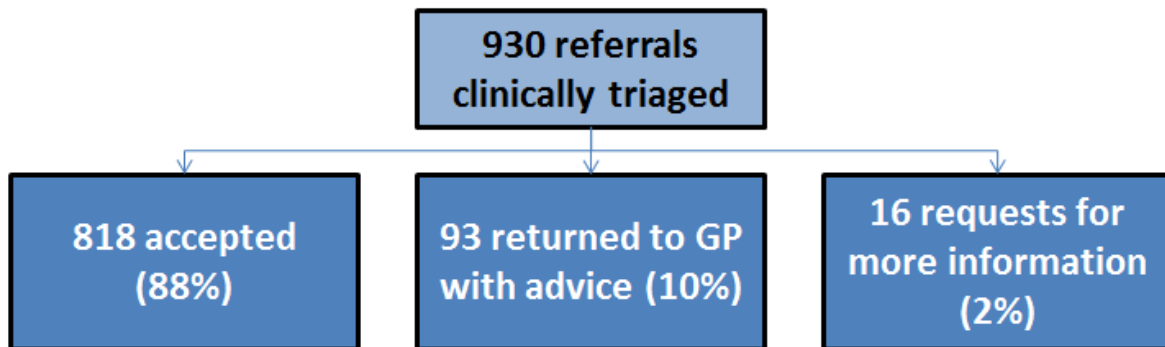 930 referrals
clinically triaged
818 accepted
(88%)
93 returned to GP
with advice (10%)
16 requests for
more information
(2%)